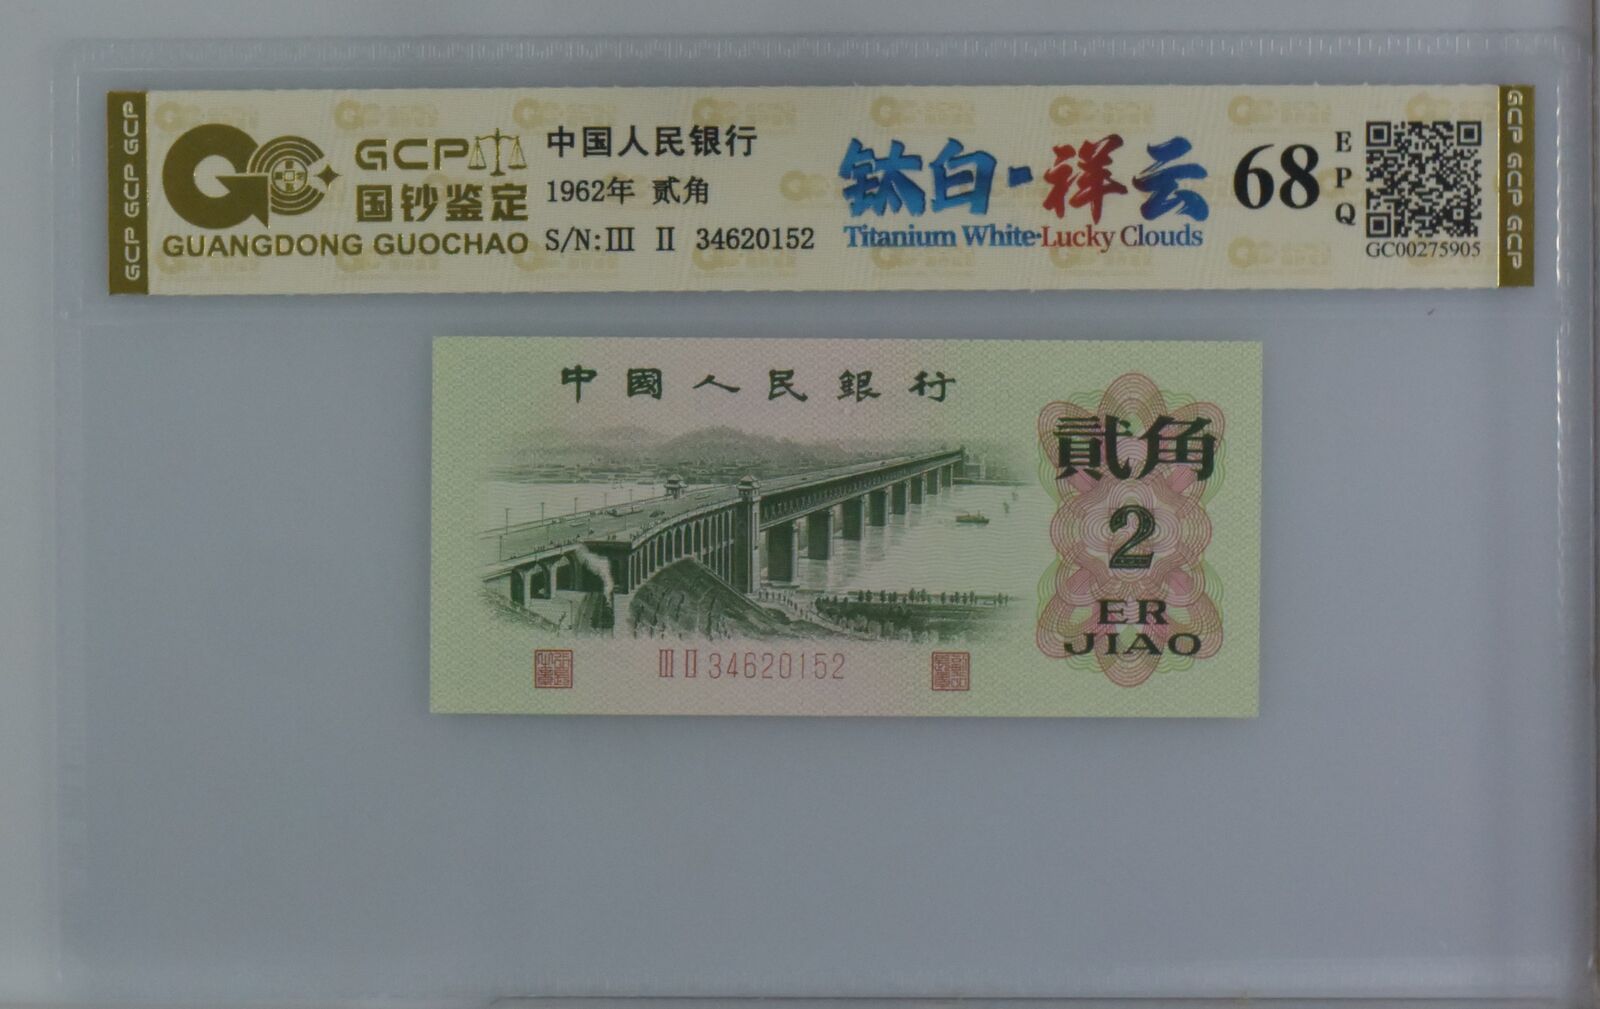 GCP GCP GCP
GCP
国钞鉴定
GUANGDONG GUOCHAO
中国人民银行
1962年 贰角
S/N:III II 34620152
钛白·祥云
Titanium White·Lucky Clouds
68
EPQ
GC00275905
GCP GCP GCP
中國人民銀行
貳角
2
ER
JIAO
III II 34620152